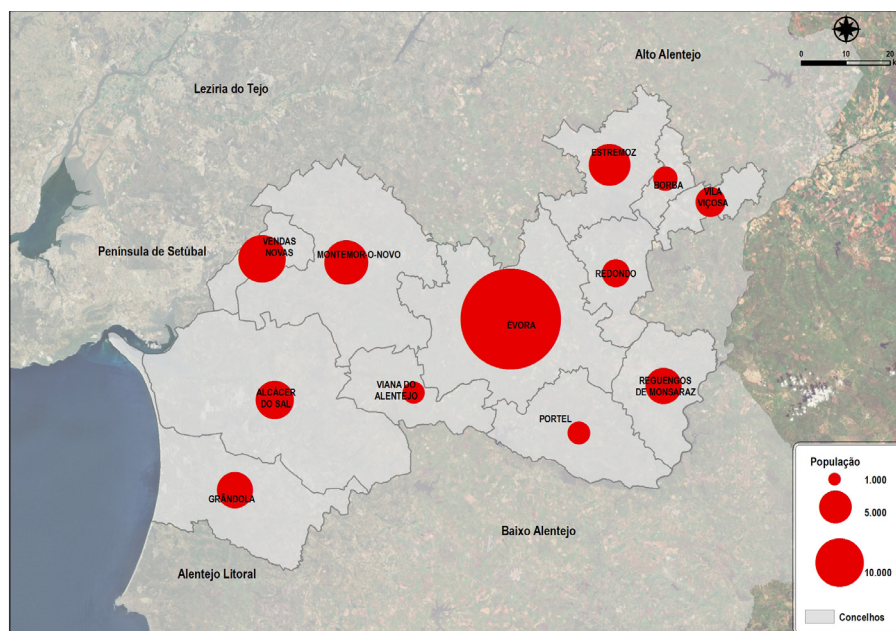 Alto Alentejo
0 10 20
Leziria do Tejo
ESTREMOZ
BORBA
VILA
VIÇOSA
VENDAS
NOVAS
Península de Setúbal
MONTEMOR-O-NOVO
REDONDO
ÉVORA
ALCÁCER
DO SAL
VIANA DO
ALENTEJO
REGUENGOS
DE MONSARAZ
PORTEL
GRÂNDOLA
Baixo Alentejo
Alentejo Litoral
População
1.000
5.000
10.000
Concelhos